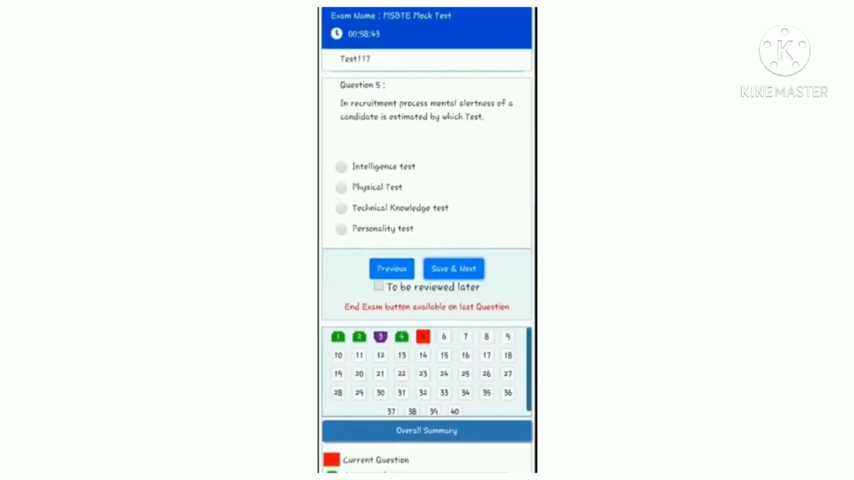 Exam Name : MSBTE Mock Test
00:58:43
Test117
Question 5 :
In recruitment process mental alertness of a
candidate is estimated by which Test.
Intelligence test
Physical Test
Technical Knowledge test
Personality test
Previous Save & Next
To be reviewed later
End Exam button available on last Question
1 2 3 4 5 6 7 8 9
10 11 12 13 14 15 16 17 18
19 20 21 22 23 24 25 26 27
28 29 30 31 32 33 34 35 36
37 38 39 40
Overall Summary
Current Question
K
KINEMASTER